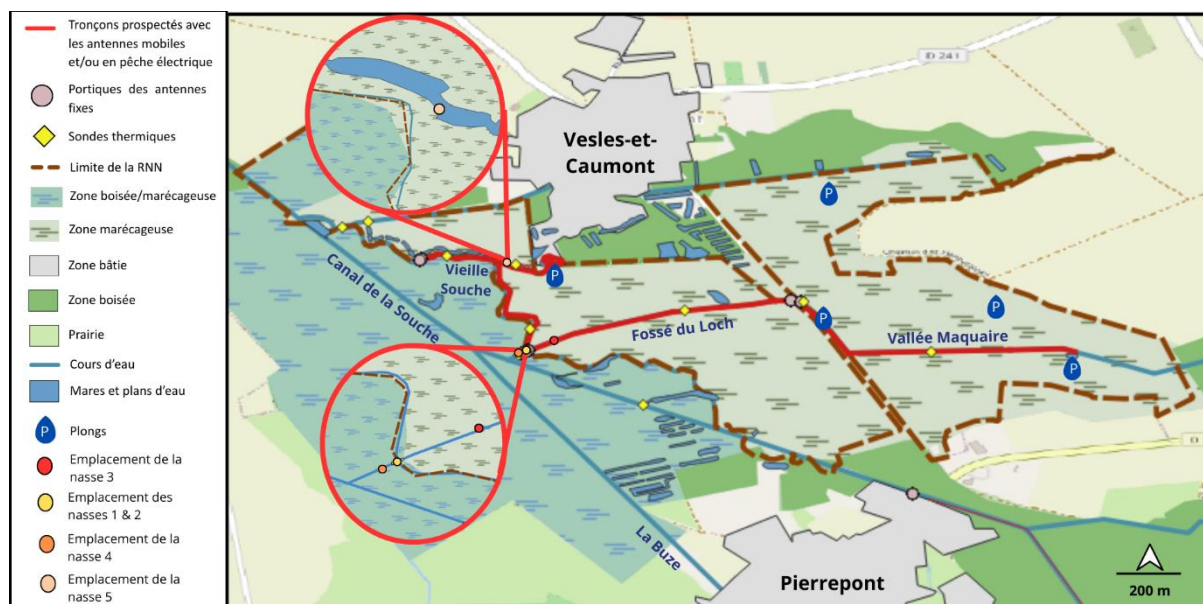 Tronçons prospectés avec
les antennes mobiles
et/ou en pêche électrique
Portiques des antennes
fixes
Sondes thermiques
Limite de la RNN
Zone boisée/marécageuse
Zone marécageuse
Zone bâtie
Zone boisée
Prairie
Cours d'eau
Mares et plans d'eau
P
Plongs
Emplacement de la
nasse 3
Emplacement des
nasses 1 & 2
Emplacement de la
nasse 4
Emplacement de la
nasse 5
ID 241
Vesles-et-
Caumont
P
Vieille
Souche
P
Canal de la Souche
Fossé du Loch
P
P
Vallée Maquaire
P
D
La Buze
Pierrepont
200 m